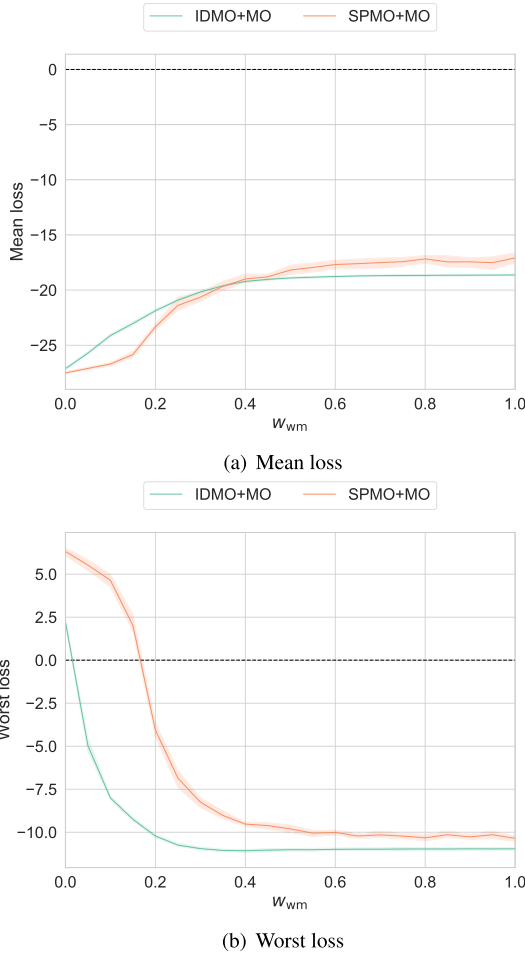 IDMO+MO SPMO+MO
0
−5
−10
−15
−20
−25
Mean loss
0.0 0.2 0.4 0.6 0.8 1.0
w_wm
(a) Mean loss
IDMO+MO SPMO+MO
5.0
2.5
0.0
−2.5
−5.0
−7.5
−10.0
Worst loss
0.0 0.2 0.4 0.6 0.8 1.0
w_wm
(b) Worst loss